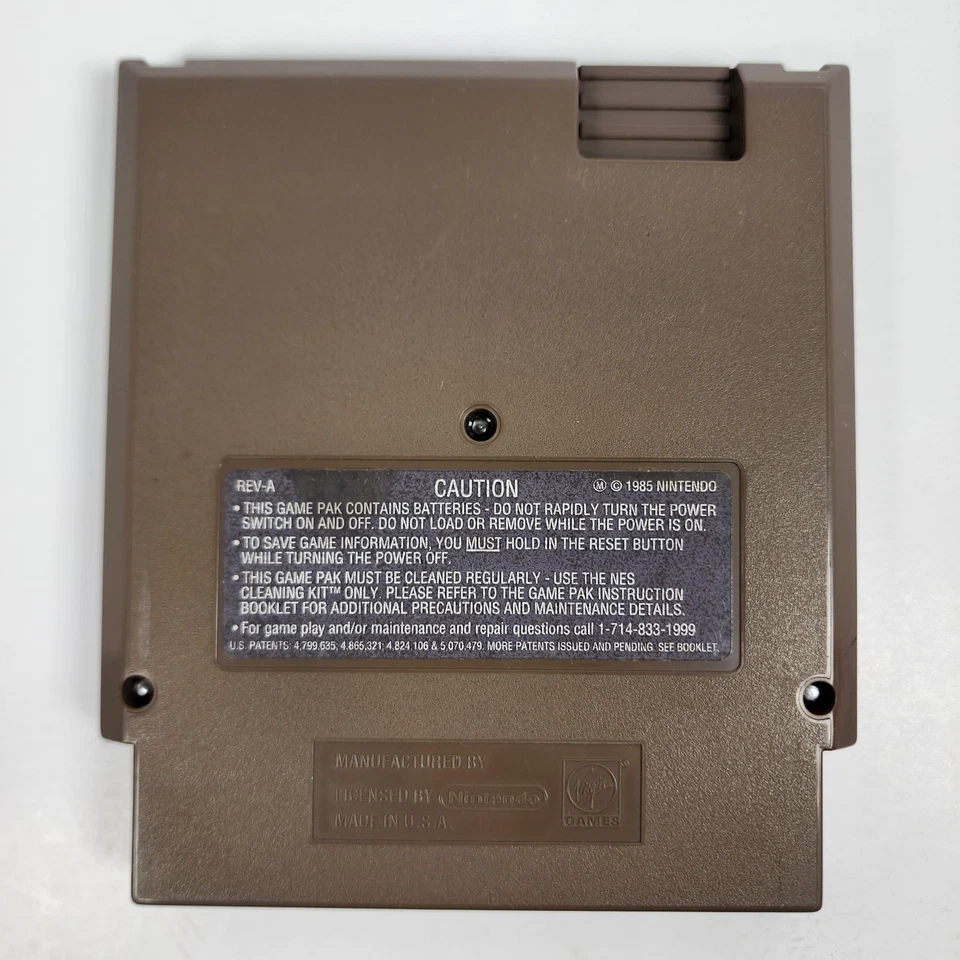 REV-A CAUTION Ⓜ © 1985 NINTENDO
• THIS GAME PAK CONTAINS BATTERIES - DO NOT RAPIDLY TURN THE POWER
SWITCH ON AND OFF. DO NOT LOAD OR REMOVE WHILE THE POWER IS ON.
• TO SAVE GAME INFORMATION, YOU MUST HOLD IN THE RESET BUTTON
WHILE TURNING THE POWER OFF.
• THIS GAME PAK MUST BE CLEANED REGULARLY - USE THE NES
CLEANING KIT™ ONLY. PLEASE REFER TO THE GAME PAK INSTRUCTION
BOOKLET FOR ADDITIONAL PRECAUTIONS AND MAINTENANCE DETAILS.
• For game play and/or maintenance and repair questions call 1-714-833-1999
U.S. PATENTS: 4,799,635; 4,865,321; 4,824,106 & 5,070,479. MORE PATENTS ISSUED AND PENDING. SEE BOOKLET.
MANUFACTURED BY
LICENSED BY Nintendo
MADE IN U.S.A.
Virgin™
GAMES